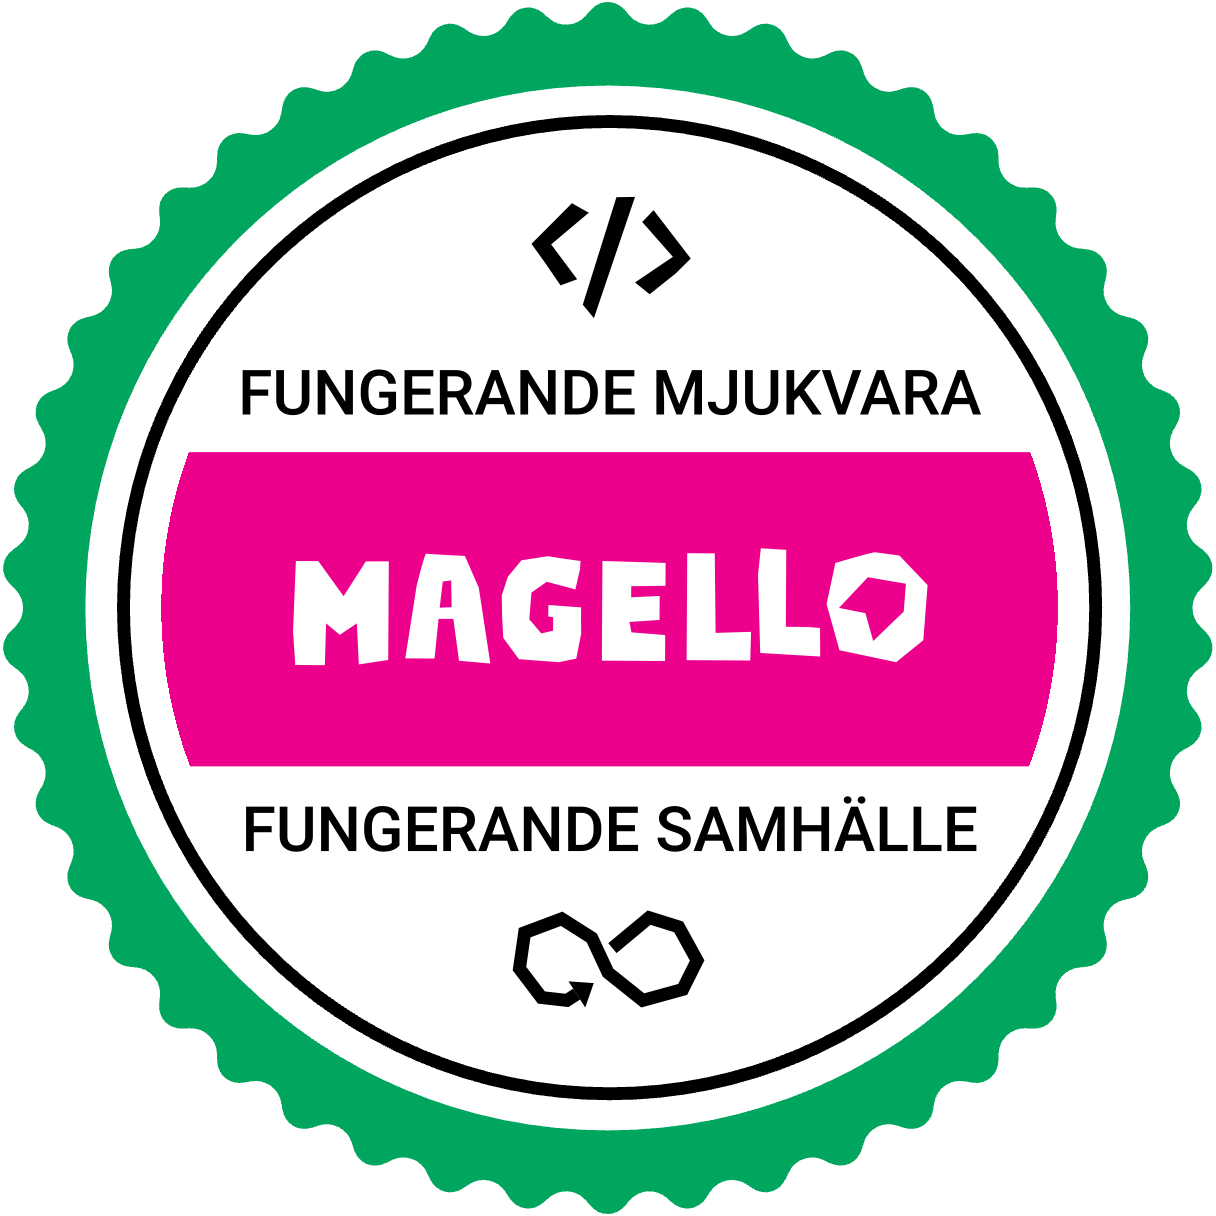 </>
FUNGERANDE MJUKVARA
MAGELLO
FUNGERANDE SAMHÄLLE